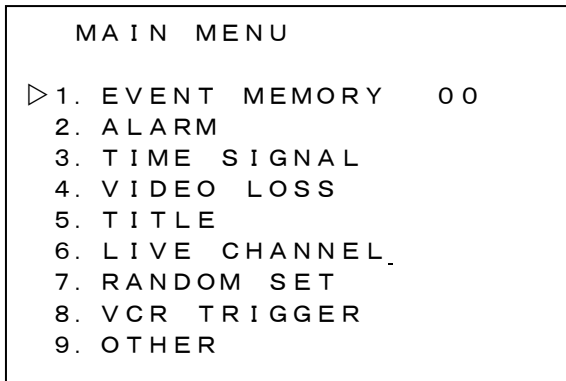 MAIN MENU
▷1. EVENT MEMORY 00
2. ALARM
3. TIME SIGNAL
4. VIDEO LOSS
5. TITLE
6. LIVE CHANNEL
7. RANDOM SET
8. VCR TRIGGER
9. OTHER